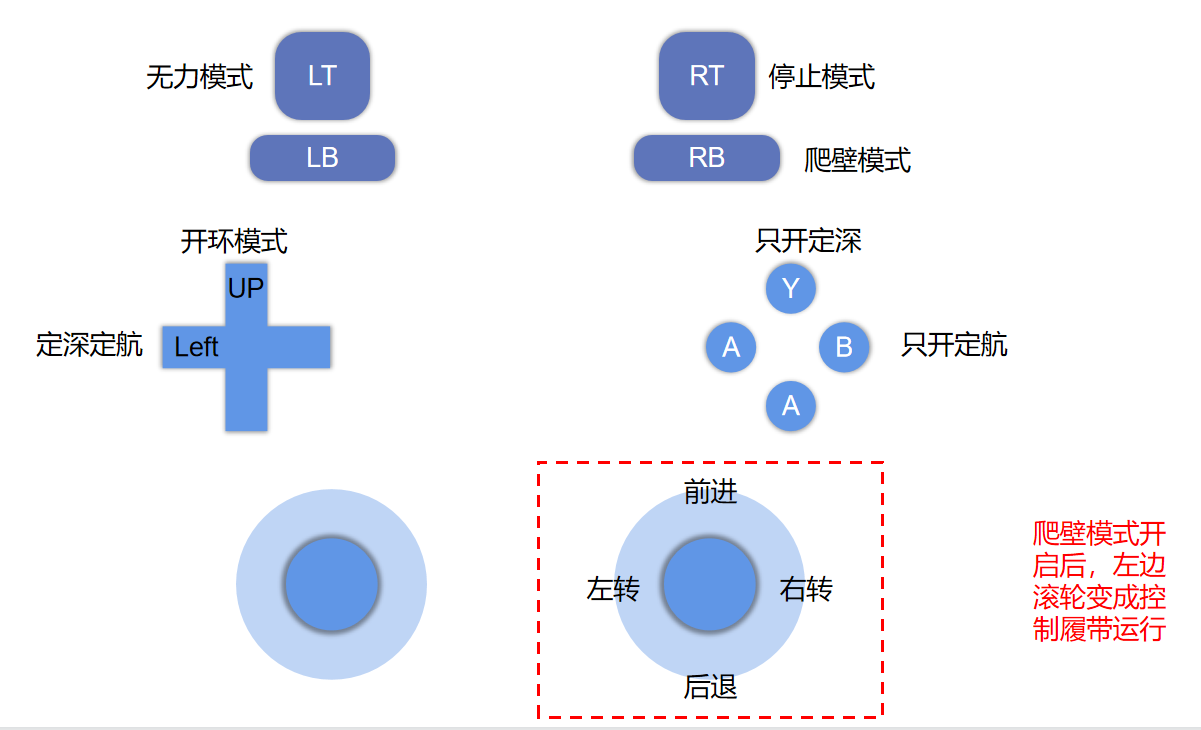 无力模式
LT
RT
停止模式
LB
RB
爬壁模式
开环模式
只开定深
UP
Y
定深定航
Left
A
B
只开定航
A
前进
左转
右转
后退
爬壁模式开
启后，左边
滚轮变成控
制履带运行